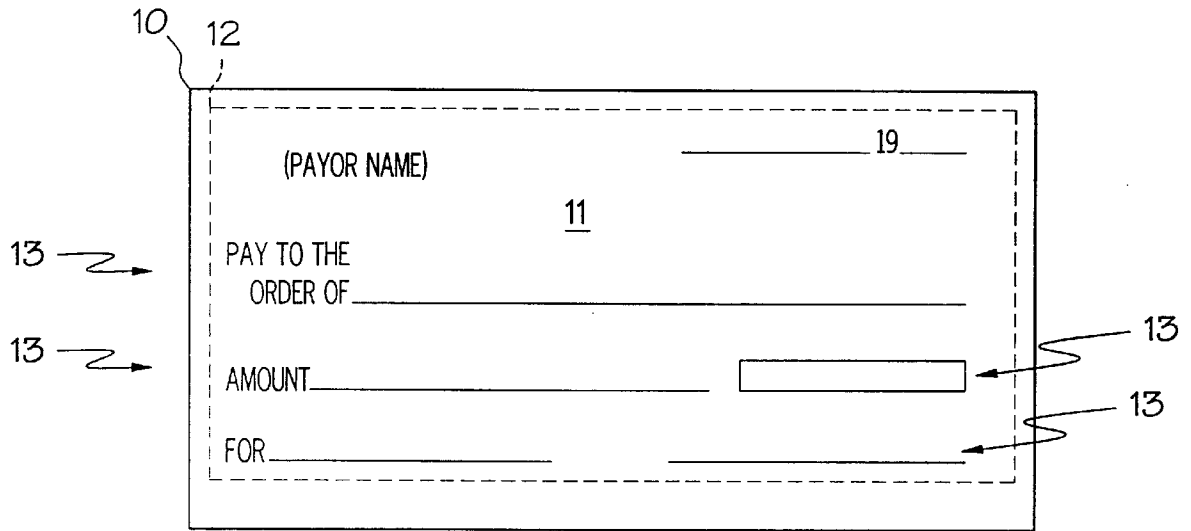 10
12
(PAYOR NAME) 19
11
13 PAY TO THE
ORDER OF
13 AMOUNT 13
FOR 13